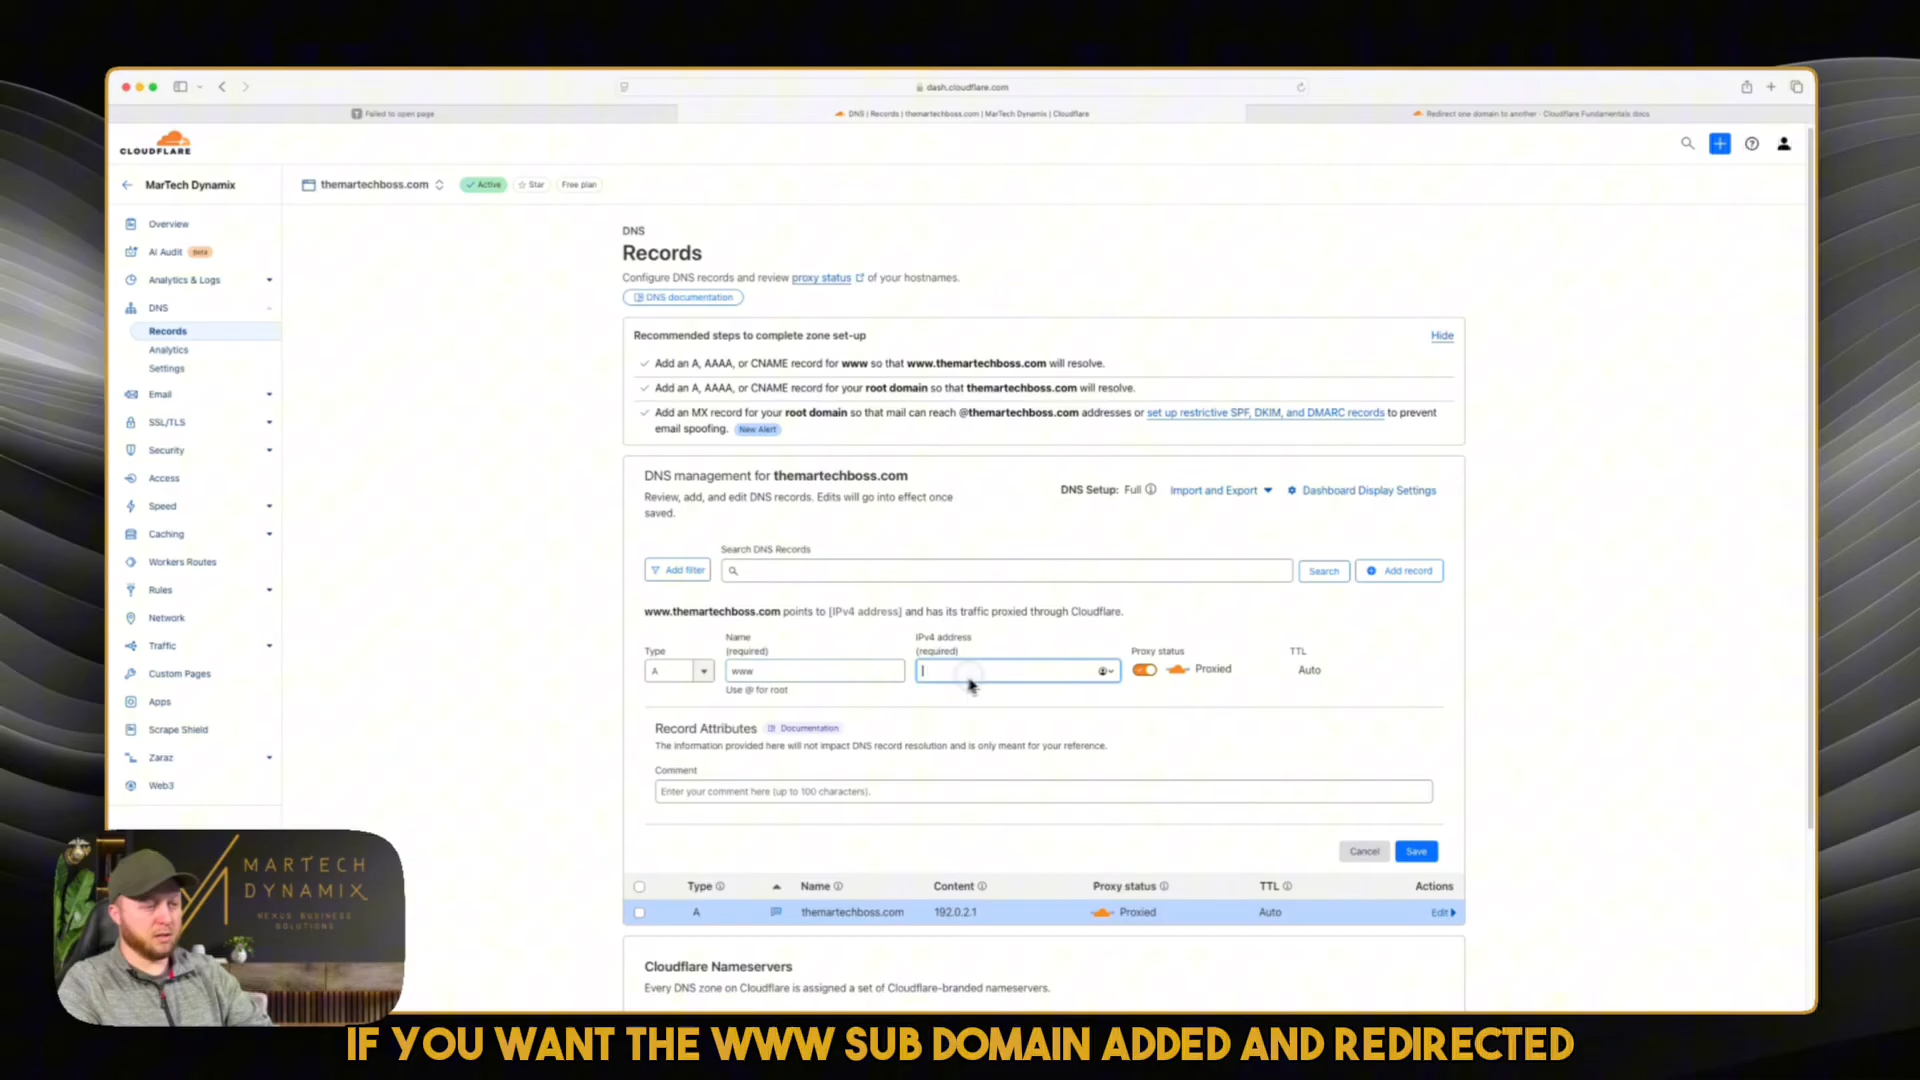 dash.cloudflare.com
Failed to open page
DNS | Records | themartechboss.com | MarTech Dynamix | Cloudflare
Redirect one domain to another · Cloudflare Fundamentals docs
CLOUDFLARE
MarTech Dynamix
themartechboss.com
Active
Star
Free plan
Overview
AI Audit Beta
Analytics & Logs
DNS
Records
Analytics
Settings
Email
SSL/TLS
Security
Access
Speed
Caching
Workers Routes
Rules
Network
Traffic
Custom Pages
Apps
Scrape Shield
Zaraz
Web3
DNS
Records
Configure DNS records and review proxy status of your hostnames.
DNS documentation
Recommended steps to complete zone set-up
Hide
Add an A, AAAA, or CNAME record for www so that www.themartechboss.com will resolve.
Add an A, AAAA, or CNAME record for your root domain so that themartechboss.com will resolve.
Add an MX record for your root domain so that mail can reach @themartechboss.com addresses or set up restrictive SPF, DKIM, and DMARC records to prevent
email spoofing. New Alert
DNS management for themartechboss.com
Review, add, and edit DNS records. Edits will go into effect once
saved.
DNS Setup: Full
Import and Export
Dashboard Display Settings
Search DNS Records
Add filter
Search
Add record
www.themartechboss.com points to [IPv4 address] and has its traffic proxied through Cloudflare.
Type
Name
(required)
IPv4 address
(required)
Proxy status
TTL
A
www
Proxied
Auto
Use @ for root
Record Attributes Documentation
The information provided here will not impact DNS record resolution and is only meant for your reference.
Comment
Enter your comment here (up to 100 characters).
Cancel
Save
Type Name Content Proxy status TTL Actions
A themartechboss.com 192.0.2.1 Proxied Auto Edit
Cloudflare Nameservers
Every DNS zone on Cloudflare is assigned a set of Cloudflare-branded nameservers.
MARTECH
DYNAMIX
NEXUS BUSINESS
SOLUTIONS
IF YOU WANT THE WWW SUB DOMAIN ADDED AND REDIRECTED